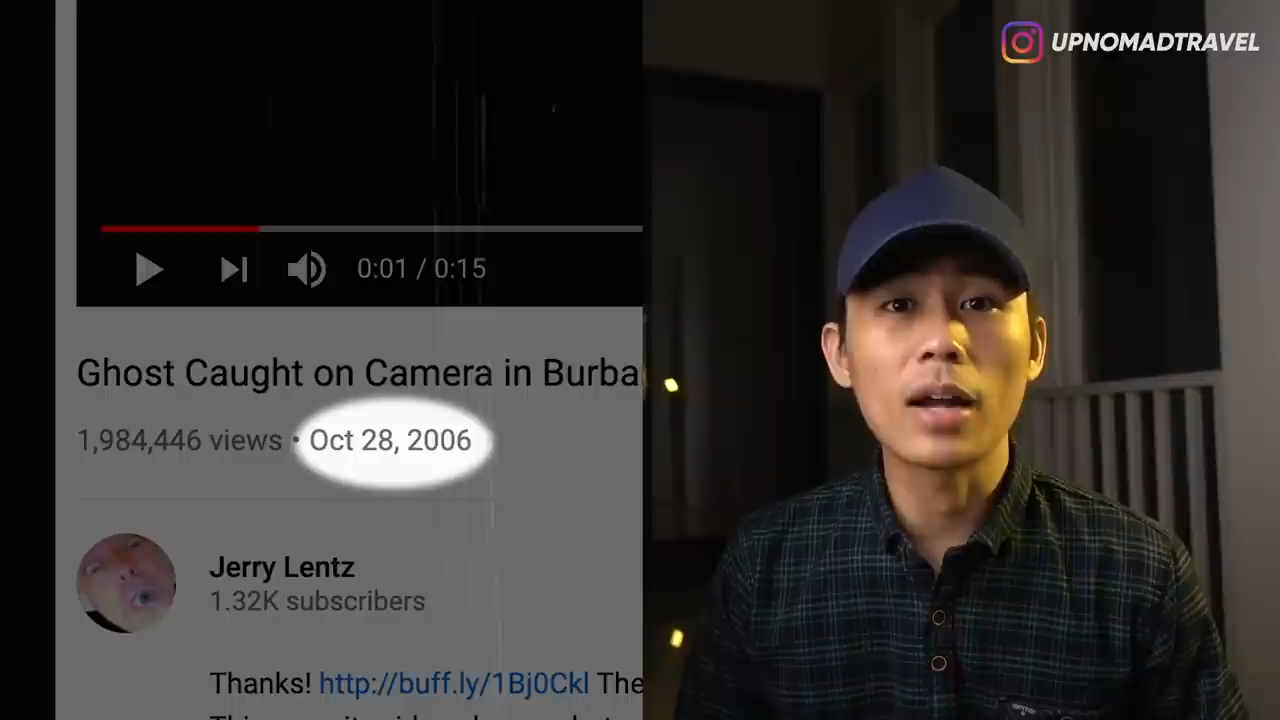 UPNOMADTRAVEL
0:01 / 0:15
Ghost Caught on Camera in Burba
1,984,446 views • Oct 28, 2006
Jerry Lentz
1.32K subscribers
Thanks! http://buff.ly/1Bj0Ckl The